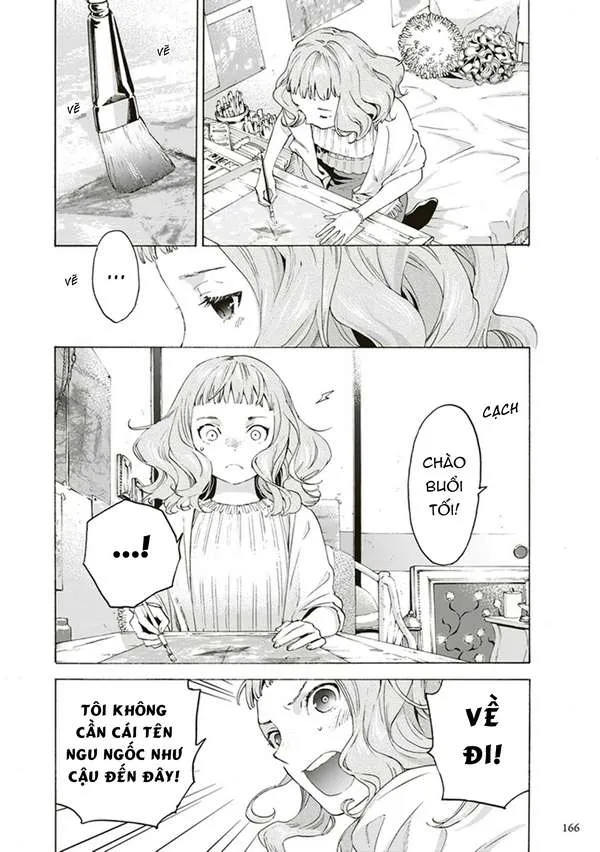 VẼ
VẼ
VẼ
...
CẠCH
CHÀO
BUỔI
TỐI!
...!
VỀ
ĐI!
TÔI KHÔNG
CẦN CÁI TÊN
NGU NGỐC NHƯ
CẬU ĐẾN ĐÂY!
166